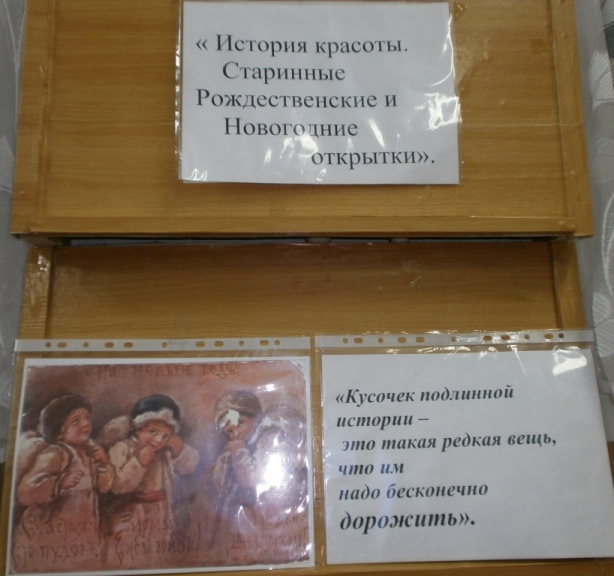 « История красоты.
Старинные
Рождественские и
Новогодние
открытки».
«Кусочек подлинной
истории –
это такая редкая вещь,
что им
надо бесконечно
дорожить».